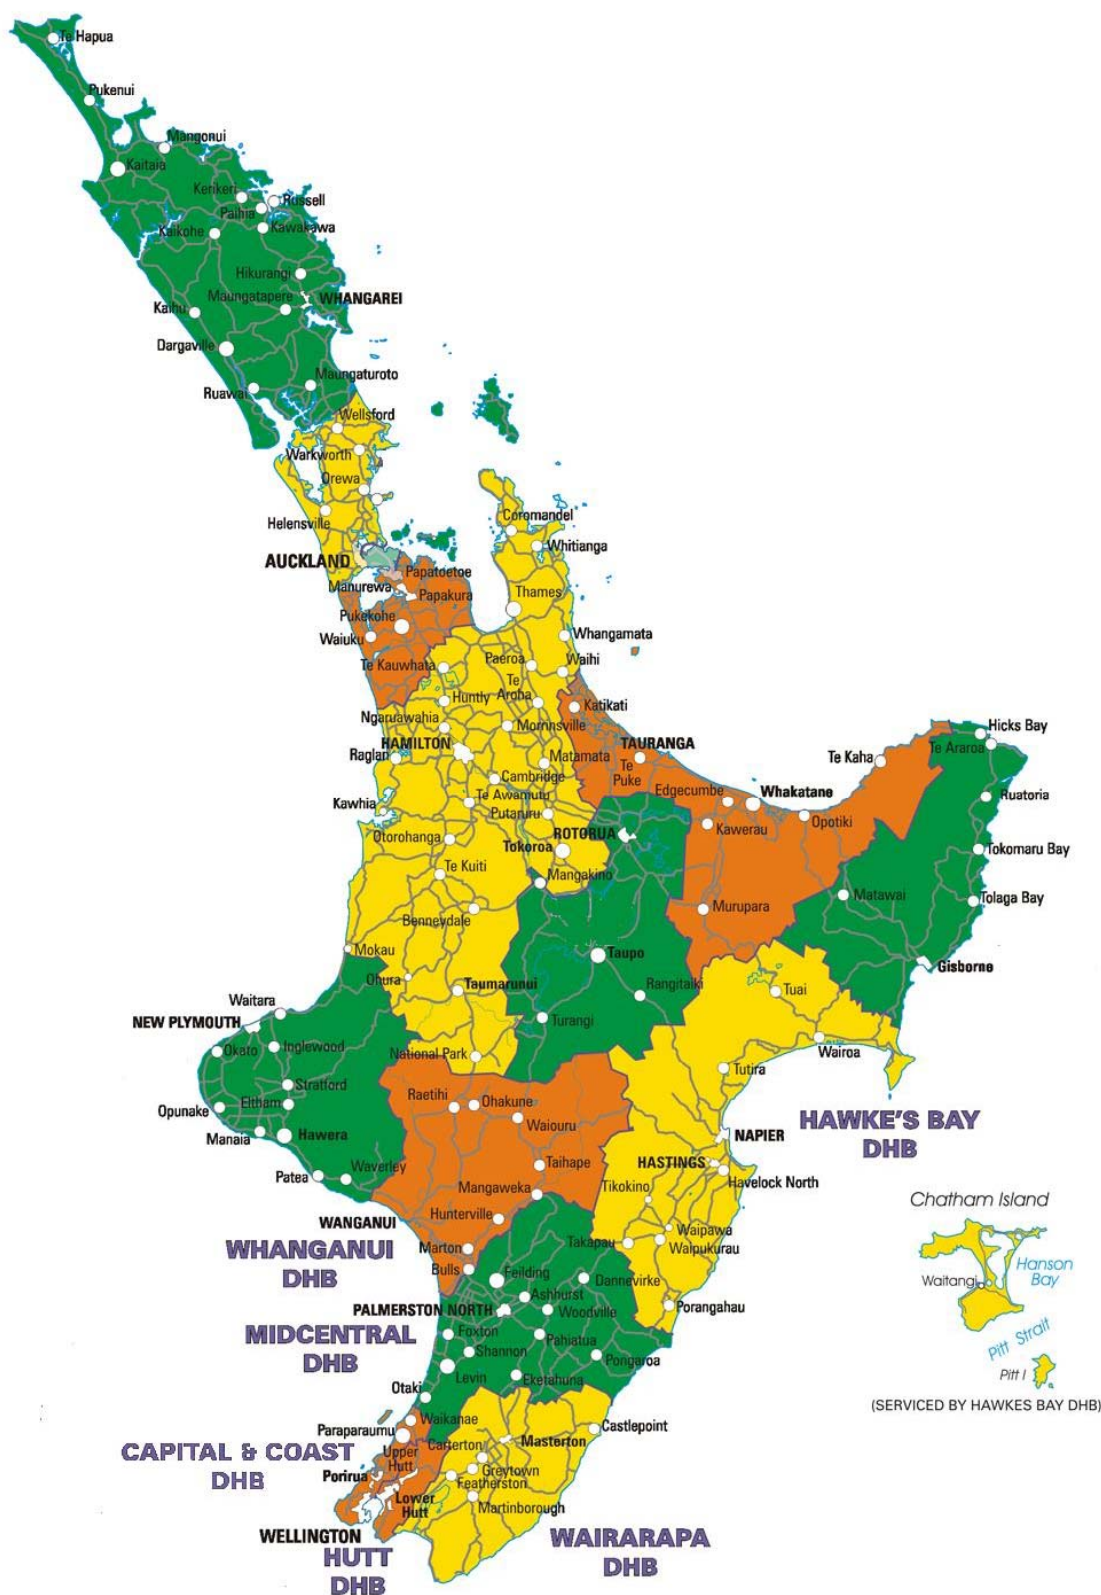 Te Hapua
Pukenui
Mangonui
Kaitaia
Kerikeri
Russell
Paihia
Kaikohe
Kawakawa
Hikurangi
Maungatapere
WHANGAREI
Kaihu
Dargaville
Ruawai
Maungaturoto
Wellsford
Warkworth
Orewa
Helensville
Coromandel
Whitianga
AUCKLAND
Papatoetoe
Manurewa
Papakura
Thames
Pukekohe
Waiuku
Whangamata
Te Kauwhata
Paeroa
Waihi
Te
Aroha
Huntly
Katikati
Ngaruawahia
Morrinsville
HAMILTON
TAURANGA
Raglan
Matamata
Te
Puke
Te Kaha
Hicks Bay
Te Araroa
Cambridge
Edgecumbe
Whakatane
Ruatoria
Kawhia
Te Awamutu
Putaruru
Opotiki
Otorohanga
ROTORUA
Kawerau
Tokoroa
Tokomaru Bay
Te Kuiti
Mangakino
Matawai
Tolaga Bay
Benneydale
Murupara
Mokau
Taupo
Gisborne
Ohura
Taumarunui
Rangitaiki
Tuai
Waitara
NEW PLYMOUTH
Turangi
Okato
Inglewood
National Park
Wairoa
Tutira
Stratford
Raetihi
Ohakune
Opunake
Eltham
Waiouru
HAWKE'S BAY
DHB
Manaia
Hawera
NAPIER
Taihape
HASTINGS
Patea
Waverley
Mangaweka
Tikokino
Havelock North
WANGANUI
Hunterville
Waipawa
Chatham Island
WHANGANUI
DHB
Marton
Takapau
Waipukurau
Bulls
Feilding
Dannevirke
Hanson
Bay
Waitangi
Ashhurst
PALMERSTON NORTH
Woodville
Porangahau
MIDCENTRAL
DHB
Foxton
Pahiatua
Pitt Strait
Shannon
Pongaroa
Levin
Eketahuna
Pitt I
Otaki
(SERVICED BY HAWKES BAY DHB)
Waikanae
Paraparaumu
Castlepoint
CAPITAL & COAST
DHB
Upper
Hutt
Carterton
Masterton
Porirua
Greytown
Featherston
Lower
Hutt
Martinborough
WELLINGTON
HUTT
DHB
WAIRARAPA
DHB